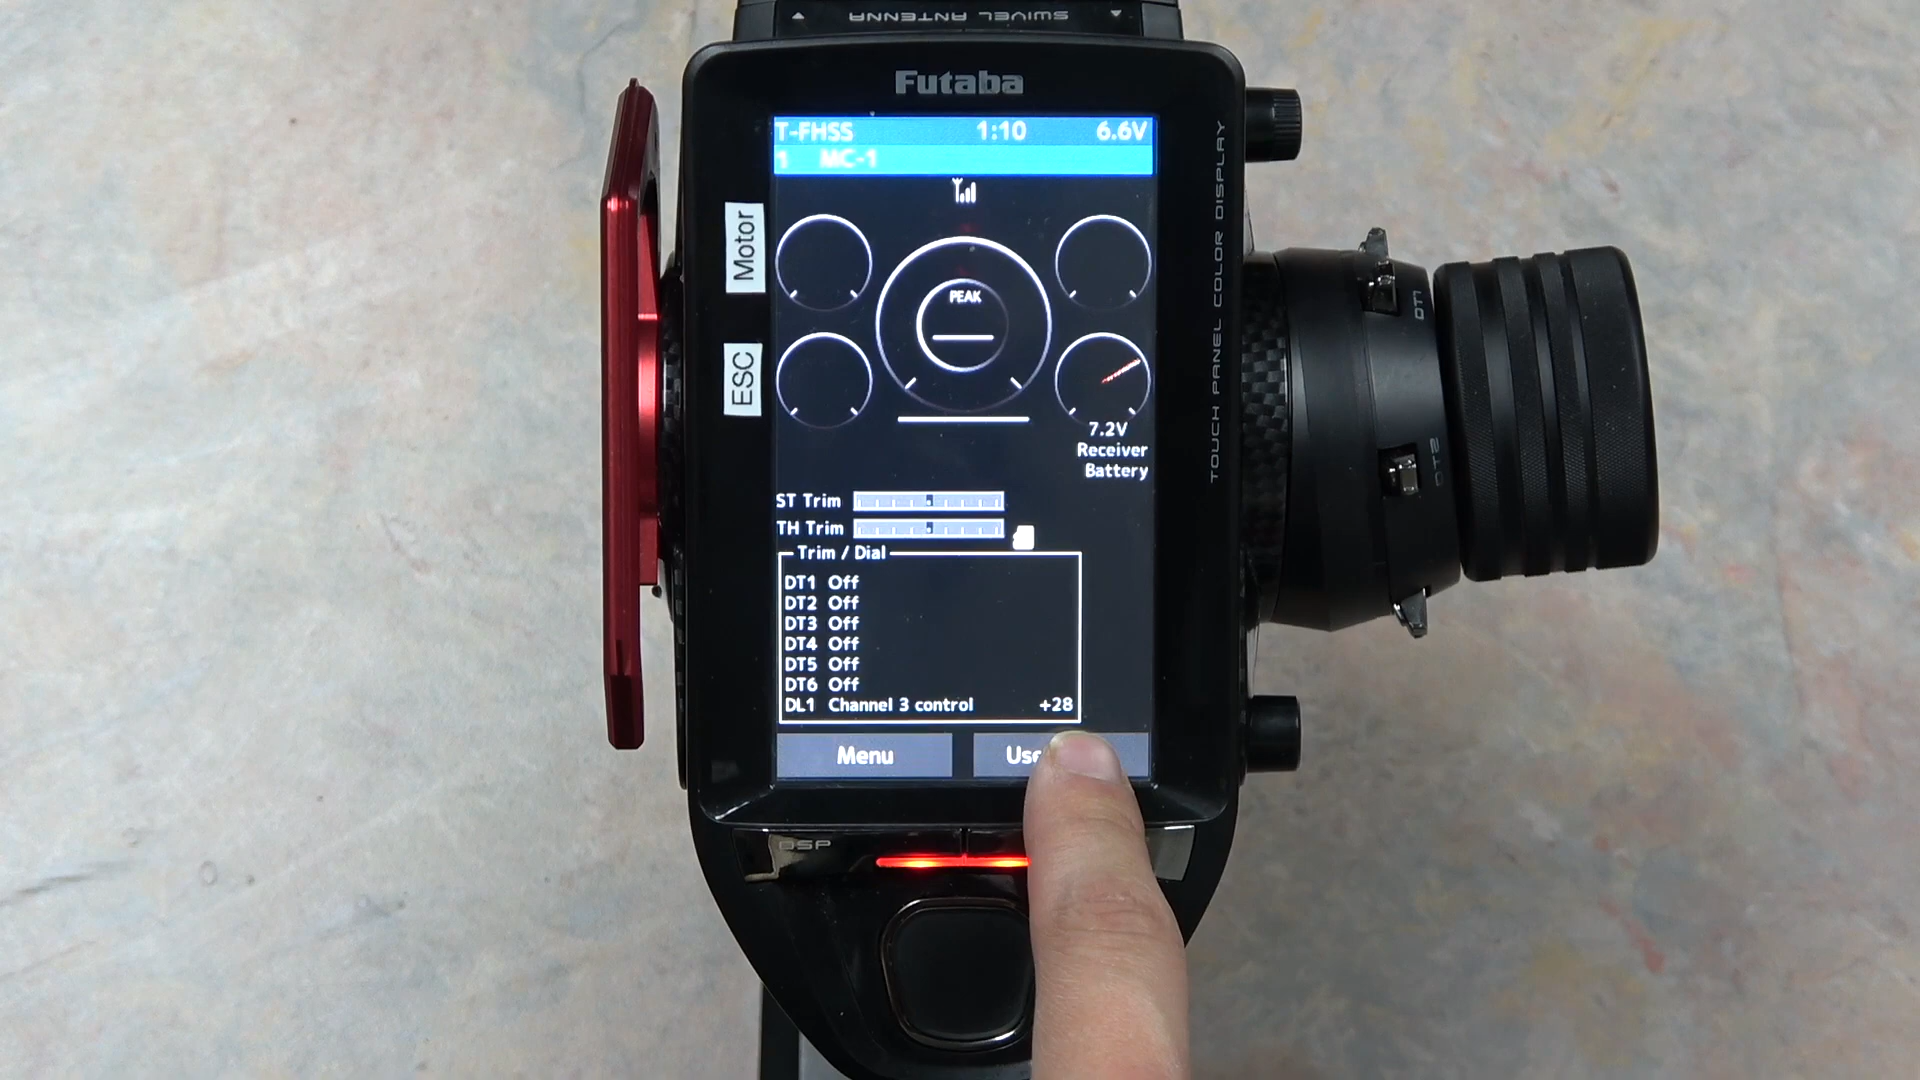 SWIVEL ANTENNA
Futaba
T-FHSS 1:10 6.6V
1 MC-1
Motor
PEAK
ESC
7.2V
Receiver
Battery
ST Trim
TH Trim
Trim / Dial
DT1 Off
DT2 Off
DT3 Off
DT4 Off
DT5 Off
DT6 Off
DL1 Channel 3 control +28
Menu
TOUCH PANEL COLOR DISPLAY
DT1
DT2
DSP